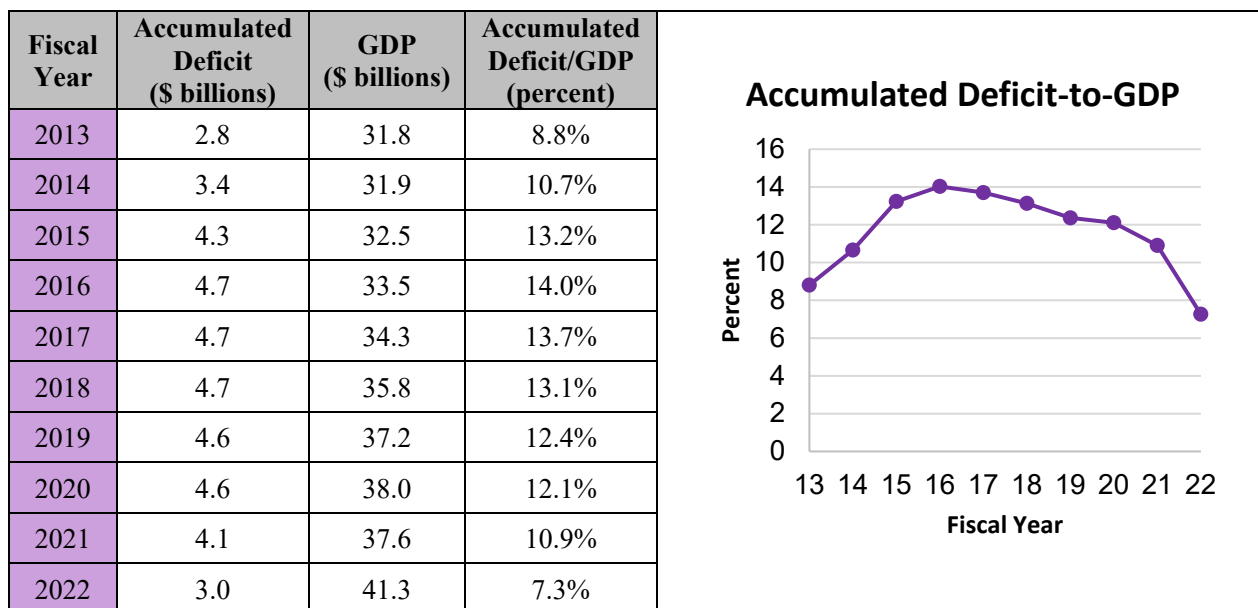 Fiscal Year
Accumulated Deficit ($ billions)
GDP ($ billions)
Accumulated Deficit/GDP (percent)
2013 2.8 31.8 8.8%
2014 3.4 31.9 10.7%
2015 4.3 32.5 13.2%
2016 4.7 33.5 14.0%
2017 4.7 34.3 13.7%
2018 4.7 35.8 13.1%
2019 4.6 37.2 12.4%
2020 4.6 38.0 12.1%
2021 4.1 37.6 10.9%
2022 3.0 41.3 7.3%
Accumulated Deficit-to-GDP
Percent
16
14
12
10
8
6
4
2
0
13 14 15 16 17 18 19 20 21 22
Fiscal Year